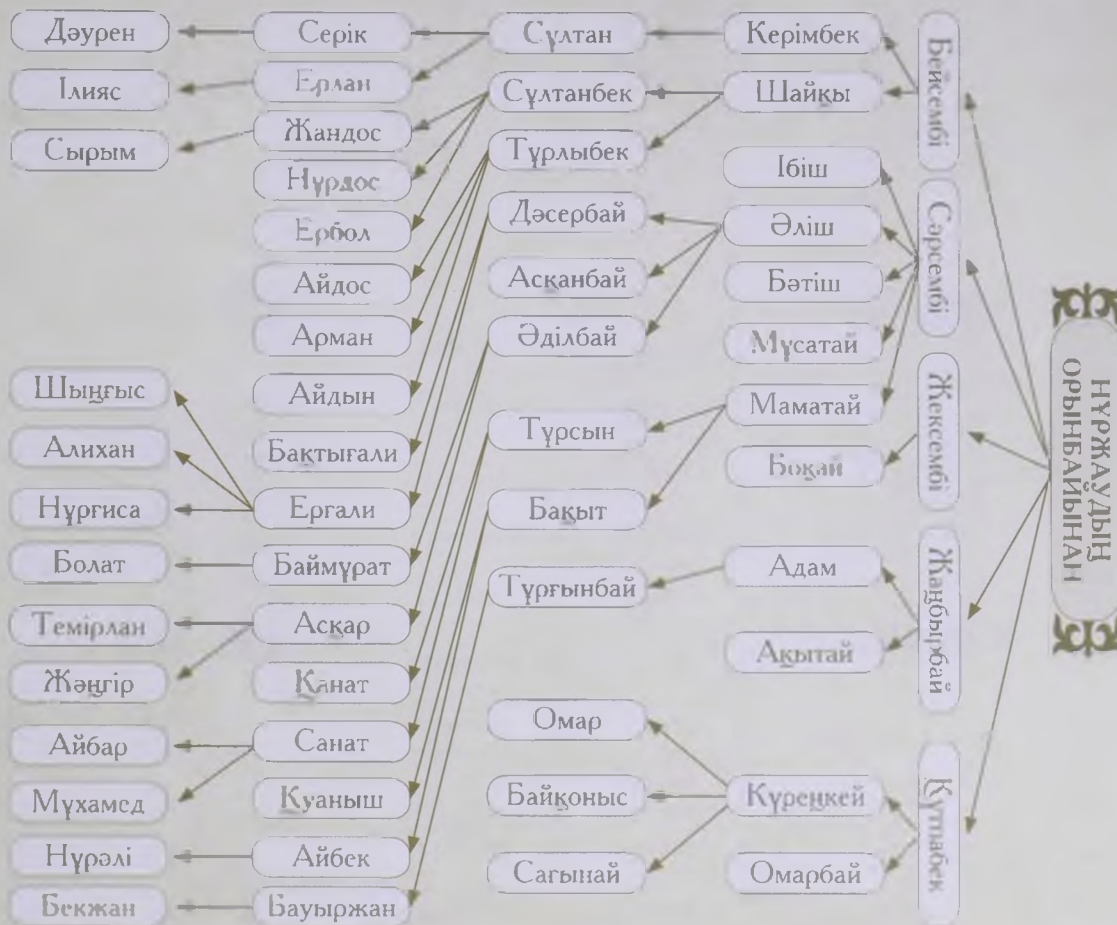 НҰРЖАУДЫҢ
ОРЫНБАЙЫНАН
Бейсембі
Сәрсембі
Жексембі
Жаңбырбай
Құтпабек
Керімбек
Шайқы
Ібіш
Әліш
Бәтіш
Мұсатай
Маматай
Боқай
Адам
Ақытай
Күреңкей
Омарбай
Сұлтан
Сұлтанбек
Тұрлыбек
Дәсербай
Асқанбай
Әділбай
Тұрсын
Бақыт
Тұрғынбай
Омар
Байқоныс
Сағынай
Серік
Ерлан
Жандос
Нұрдос
Ербол
Айдос
Арман
Айдын
Бақтығали
Ерғали
Баймұрат
Асқар
Қанат
Санат
Қуаныш
Айбек
Бауыржан
Дәурен
Ілияс
Сырым
Шыңғыс
Алихан
Нұргиса
Болат
Темірлан
Жәңгір
Айбар
Мұхамед
Нұрәлі
Бекжан